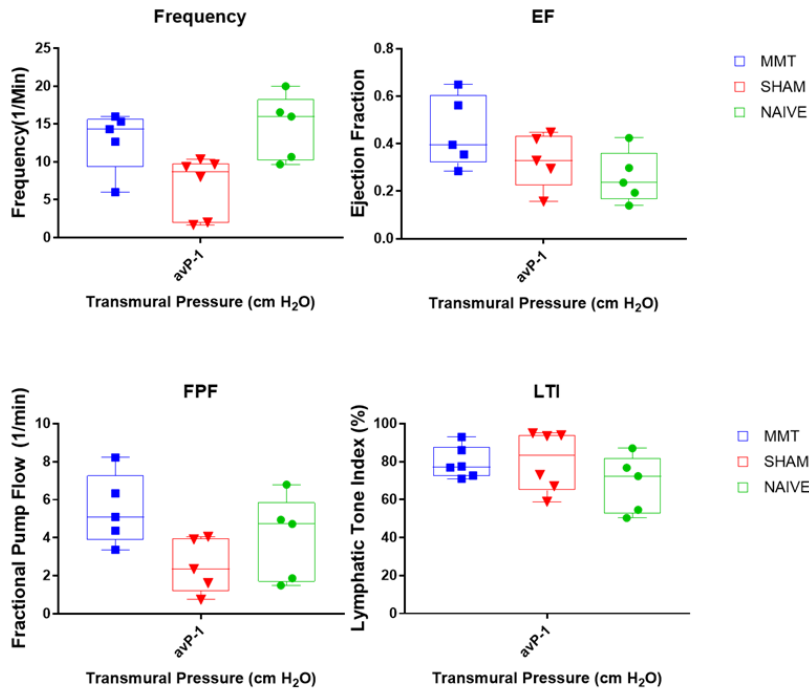 Frequency
Frequency(1/Min)
25
20
15
10
5
0
avP-1
Transmural Pressure (cm H₂O)
EF
Ejection Fraction
0.8
0.6
0.4
0.2
0.0
avP-1
Transmural Pressure (cm H₂O)
MMT
SHAM
NAIVE
FPF
Fractional Pump Flow (1/min)
10
8
6
4
2
0
avP-1
Transmural Pressure (cm H₂O)
LTI
Lymphatic Tone Index (%)
100
80
60
40
20
0
avP-1
Transmural Pressure (cm H₂O)
MMT
SHAM
NAIVE